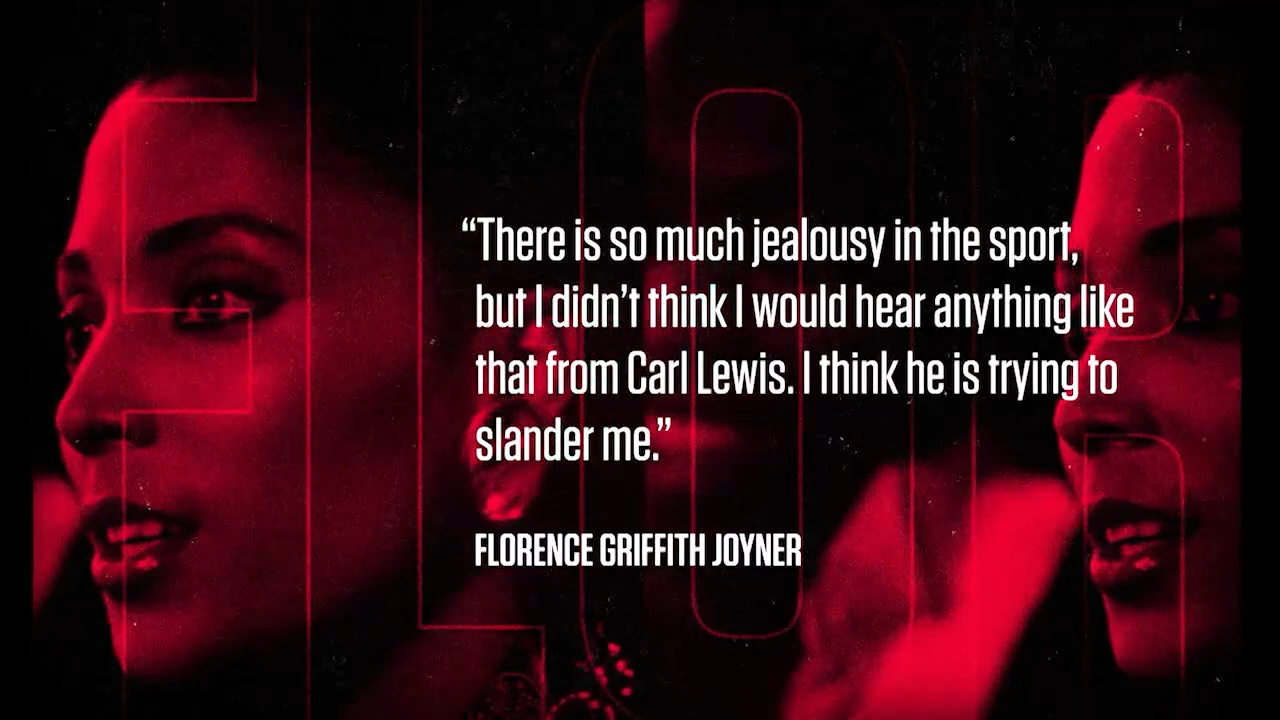 “There is so much jealousy in the sport,
but I didn’t think I would hear anything like
that from Carl Lewis. I think he is trying to
slander me.”
FLORENCE GRIFFITH JOYNER
FLOR